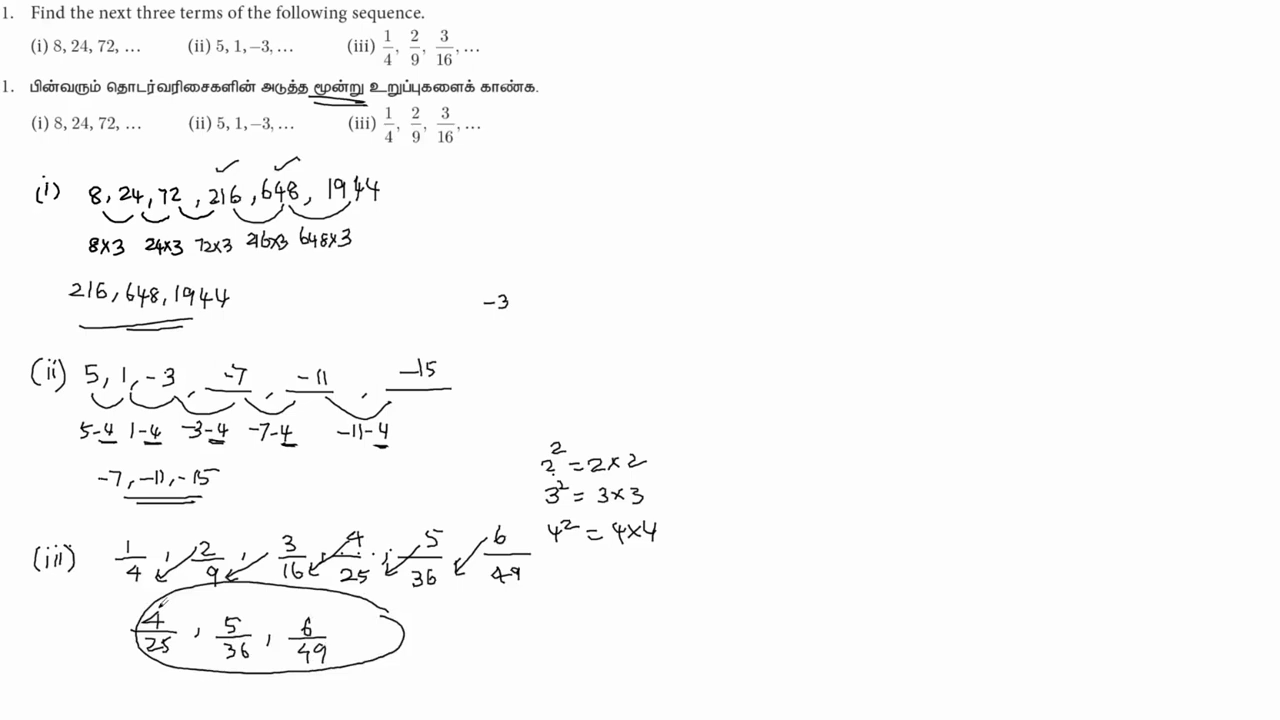 1. Find the next three terms of the following sequence.
(i) 8, 24, 72, … (ii) 5, 1, −3, … (iii) 1/4, 2/9, 3/16, …
1. பின்வரும் தொடர்வரிசைகளின் அடுத்த மூன்று உறுப்புகளைக் காண்க.
(i) 8, 24, 72, … (ii) 5, 1, −3, … (iii) 1/4, 2/9, 3/16, …
(i) 8, 24, 72, 216, 648, 1944
8×3 24×3 72×3 216×3 648×3
216, 648, 1944
-3
(ii) 5, 1, -3, -7, -11, -15
5-4 1-4 -3-4 -7-4 -11-4
-7, -11, -15
2² = 2×2
3² = 3×3
4² = 4×4
(iii) 1/4, 2/9, 3/16, 4/25, 5/36, 6/49
4/25, 5/36, 6/49